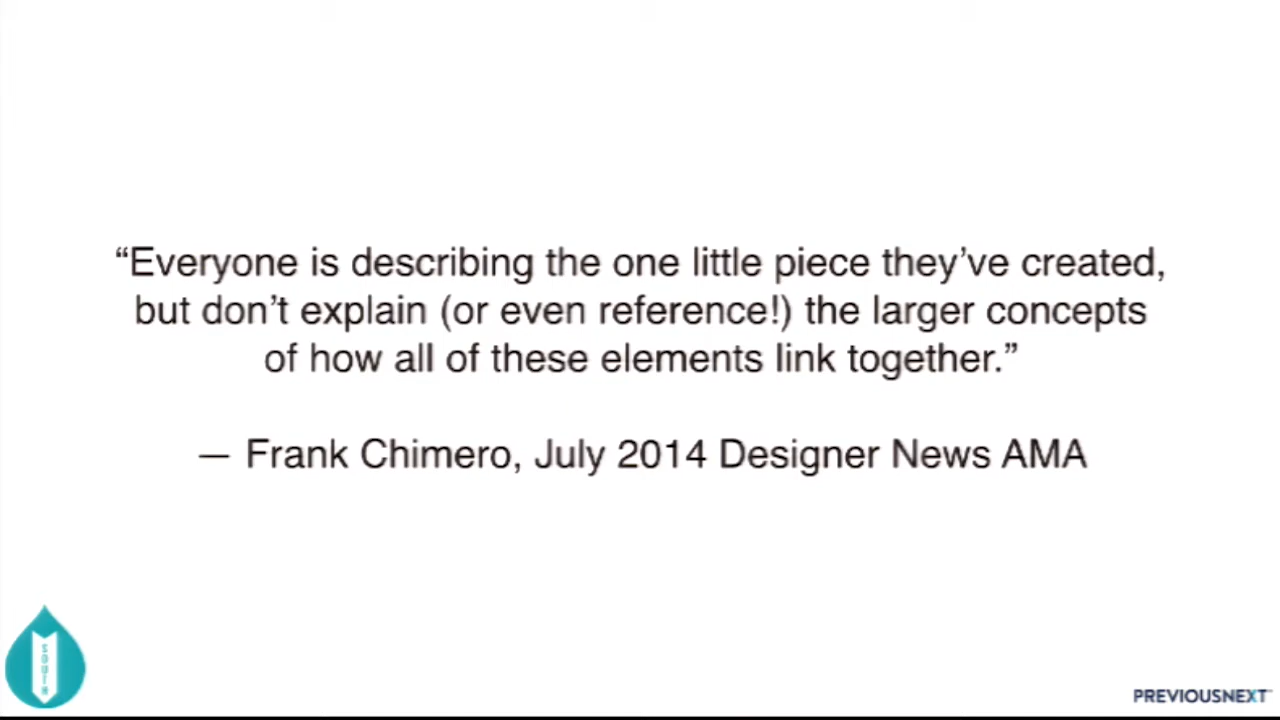 “Everyone is describing the one little piece they’ve created,
but don’t explain (or even reference!) the larger concepts
of how all of these elements link together.”
— Frank Chimero, July 2014 Designer News AMA
SOUTH
PREVIOUSNEXT